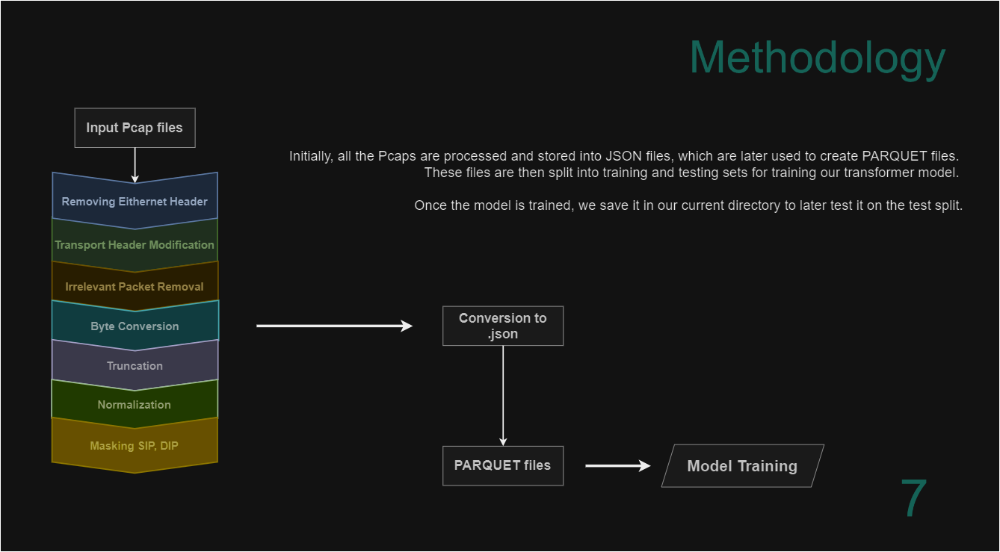 Methodology
Input Pcap files
Initially, all the Pcaps are processed and stored into JSON files, which are later used to create PARQUET files.
These files are then split into training and testing sets for training our transformer model.
Once the model is trained, we save it in our current directory to later test it on the test split.
Removing Eithernet Header
Transport Header Modification
Irrelevant Packet Removal
Byte Conversion
Truncation
Normalization
Masking SIP, DIP
Conversion to
.json
PARQUET files
Model Training
7